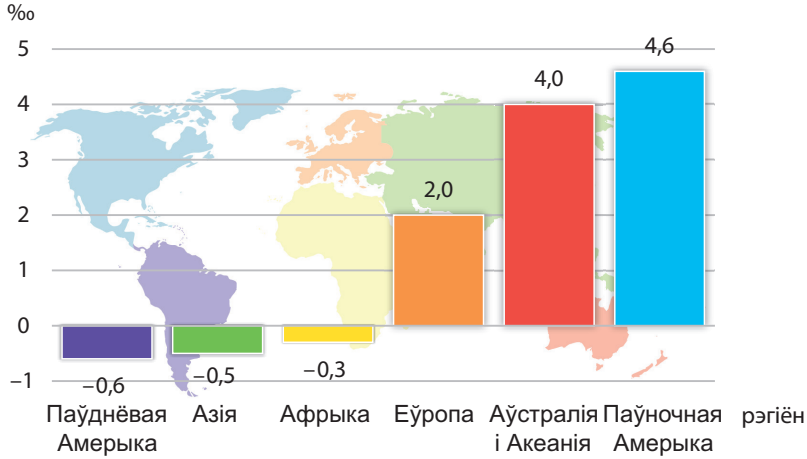 ‰
5
4
3
2
1
0
–1
–0,6
–0,5
–0,3
2,0
4,0
4,6
Паўднёвая Амерыка
Азія
Афрыка
Еўропа
Аўстралія і Акеанія
Паўночная Амерыка
рэгіён